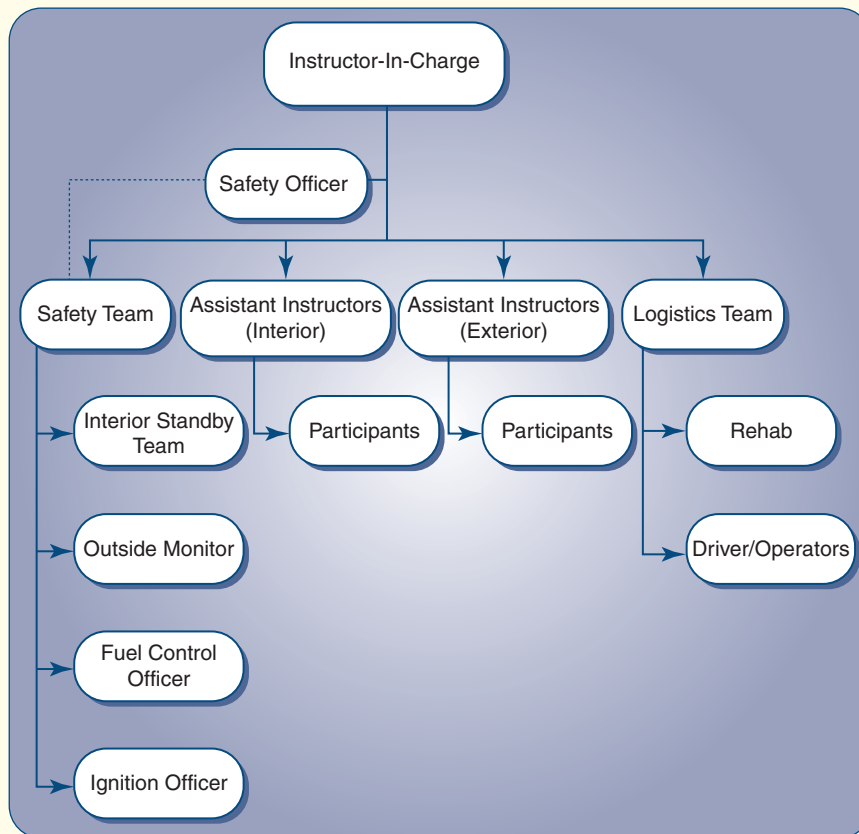 Instructor-In-Charge
Safety Officer
Safety Team
Assistant Instructors
(Interior)
Assistant Instructors
(Exterior)
Logistics Team
Interior Standby
Team
Participants
Participants
Rehab
Outside Monitor
Driver/Operators
Fuel Control
Officer
Ignition Officer